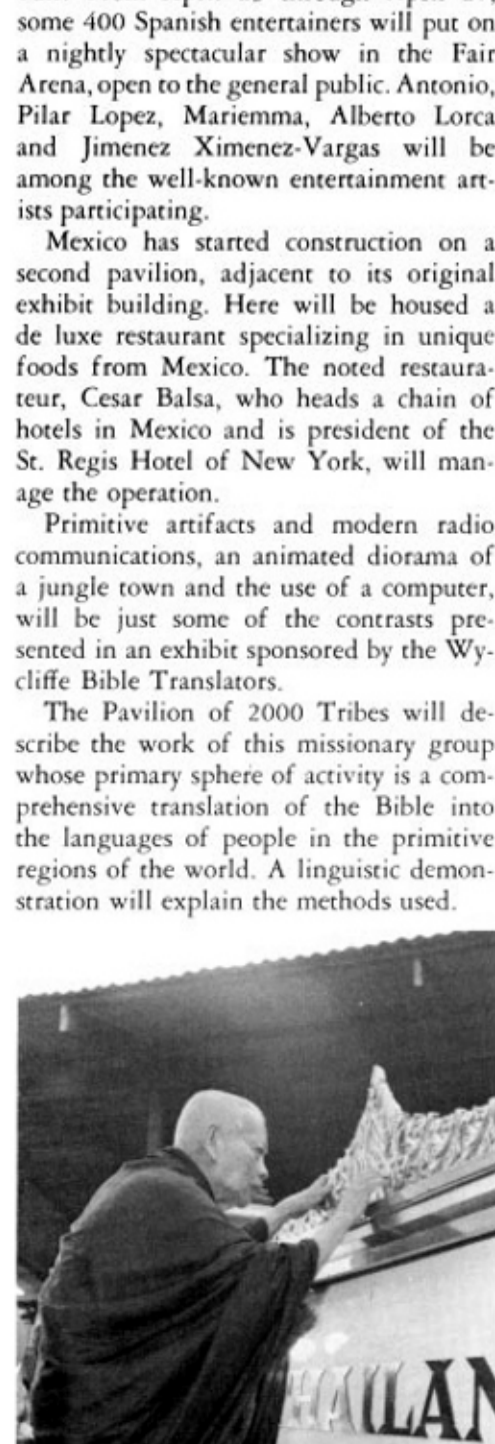 some 400 Spanish entertainers will put on
a nightly spectacular show in the Fair
Arena, open to the general public. Antonio,
Pilar Lopez, Mariemma, Alberto Lorca
and Jimenez Ximenez-Vargas will be
among the well-known entertainment art-
ists participating.
Mexico has started construction on a
second pavilion, adjacent to its original
exhibit building. Here will be housed a
de luxe restaurant specializing in unique
foods from Mexico. The noted restaura-
teur, Cesar Balsa, who heads a chain of
hotels in Mexico and is president of the
St. Regis Hotel of New York, will man-
age the operation.
Primitive artifacts and modern radio
communications, an animated diorama of
a jungle town and the use of a computer,
will be just some of the contrasts pre-
sented in an exhibit sponsored by the Wy-
cliffe Bible Translators.
The Pavilion of 2000 Tribes will de-
scribe the work of this missionary group
whose primary sphere of activity is a com-
prehensive translation of the Bible into
the languages of people in the primitive
regions of the world. A linguistic demon-
stration will explain the methods used.
HAILAN